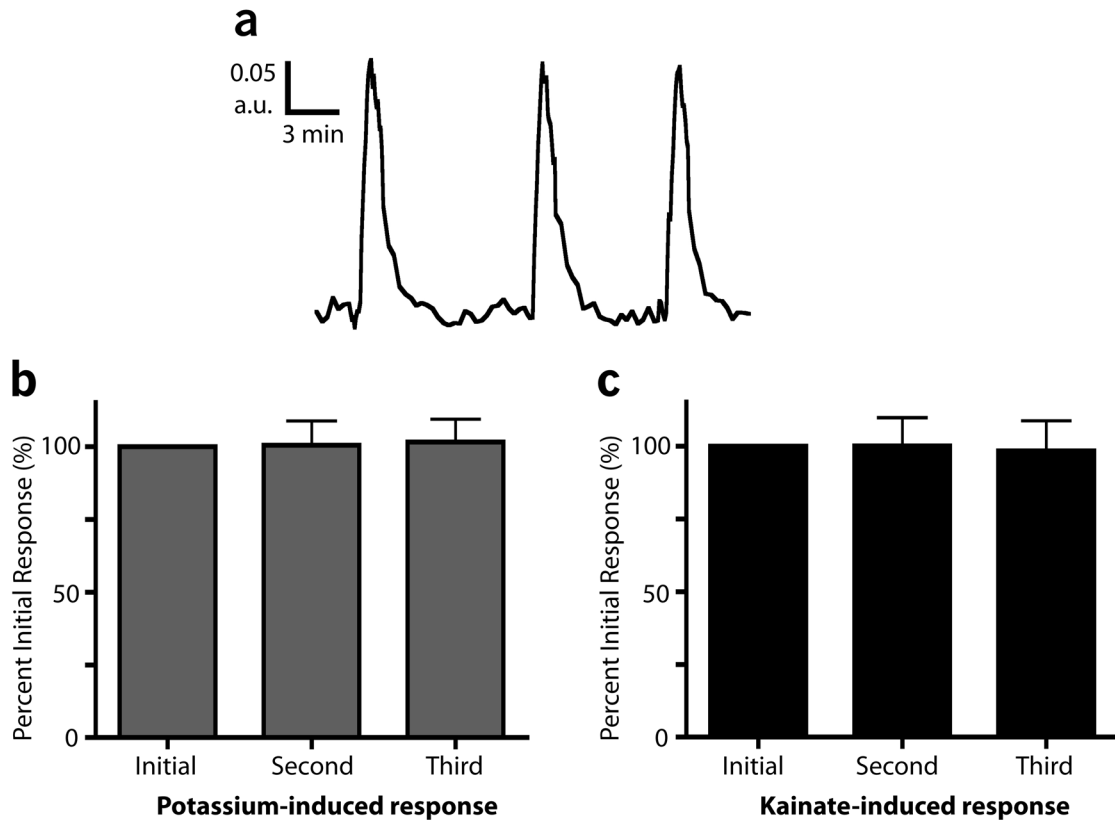 a
0.05
a.u.
3 min
b
Percent Initial Response (%)
100
50
0
Initial Second Third
Potassium-induced response
c
Percent Initial Response (%)
100
50
0
Initial Second Third
Kainate-induced response